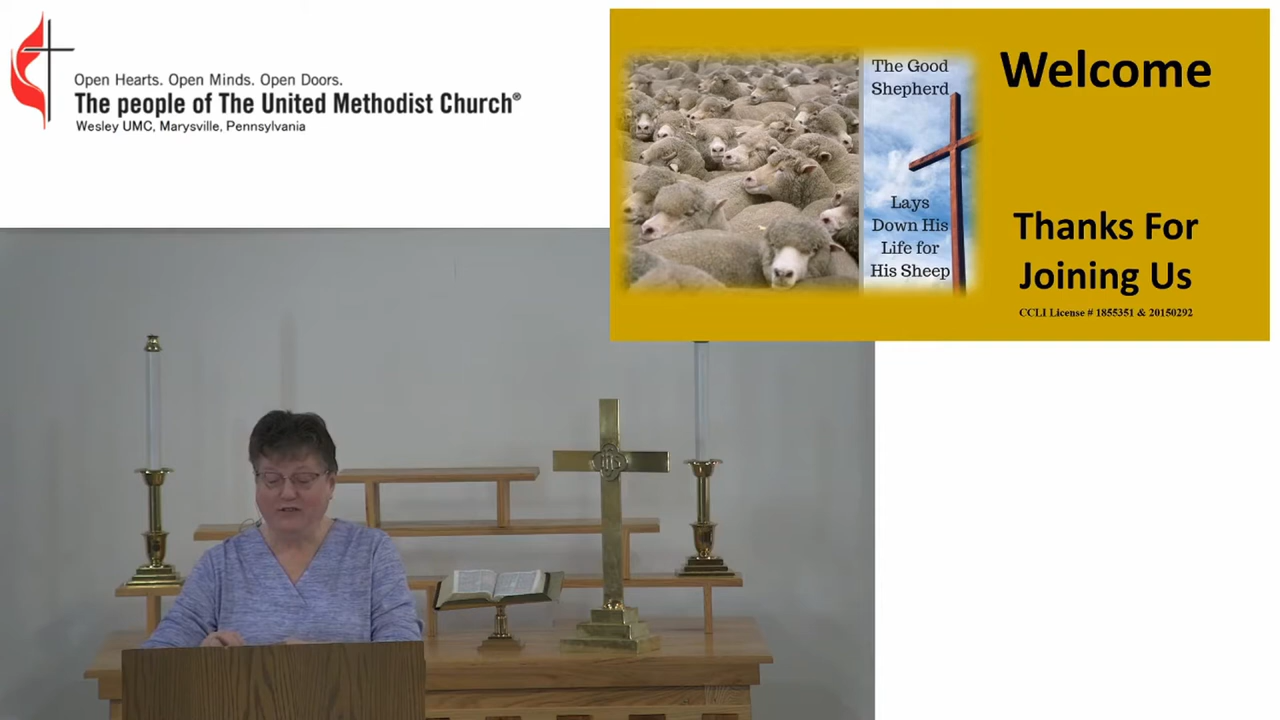 Open Hearts. Open Minds. Open Doors.
The people of The United Methodist Church®
Wesley UMC, Marysville, Pennsylvania
The Good
Shepherd
Lays
Down His
Life for
His Sheep
Welcome
Thanks For
Joining Us
CCLI License # 1855351 & 20150292